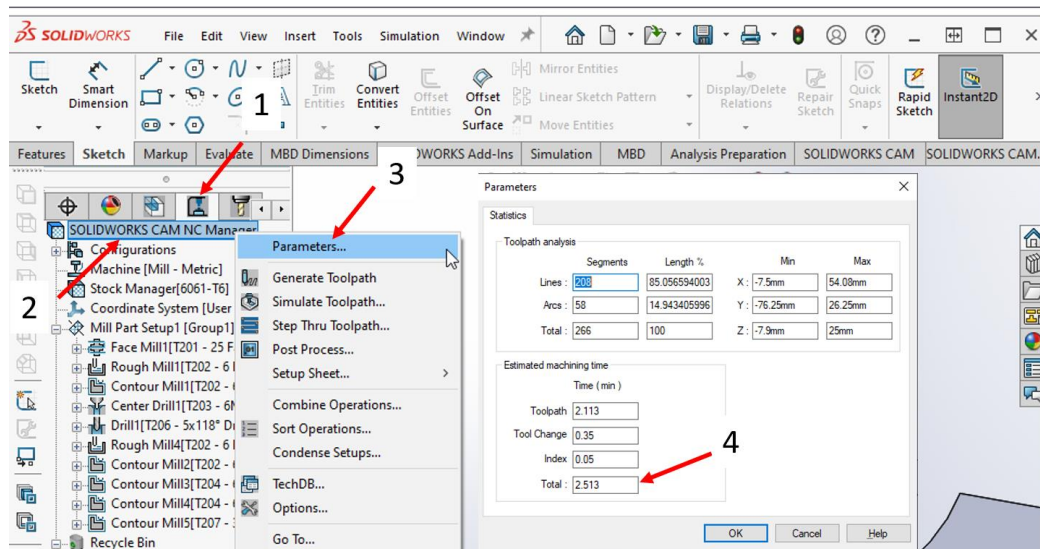 SOLIDWORKS File Edit View Insert Tools Simulation Window
Sketch Smart Dimension Trim Entities Convert Entities Offset Entities Offset On Surface Mirror Entities Linear Sketch Pattern Move Entities Display/Delete Relations Repair Sketch Quick Snaps Rapid Sketch Instant2D
1
Features Sketch Markup Evaluate MBD Dimensions SOLIDWORKS Add-Ins Simulation MBD Analysis Preparation SOLIDWORKS CAM SOLIDWORKS CAM
3
SOLIDWORKS CAM NC Manager
Configurations
Machine [Mill - Metric]
Stock Manager[6061-T6]
2
Coordinate System [User
Mill Part Setup1 [Group1]
Face Mill1[T201 - 25 F
Rough Mill1[T202 - 6
Contour Mill1[T202 -
Center Drill1[T203 - 6
Drill1[T206 - 5x118° D
Rough Mill4[T202 - 6
Contour Mill2[T202 -
Contour Mill3[T204 -
Contour Mill4[T204 -
Contour Mill5[T207 -
Recycle Bin
Parameters...
Generate Toolpath
Simulate Toolpath...
Step Thru Toolpath...
Post Process...
Setup Sheet...
Combine Operations...
Sort Operations...
Condense Setups...
TechDB...
Options...
Go To...
Parameters
Statistics
Toolpath analysis
Segments Length % Min Max
Lines : 208 85.056594003 X : -7.5mm 54.08mm
Arcs : 58 14.943405996 Y : -76.25mm 26.25mm
Total : 266 100 Z : -7.9mm 25mm
Estimated machining time
Time ( min )
Toolpath 2.113
Tool Change 0.35
Index 0.05
Total : 2.513
4
OK Cancel Help